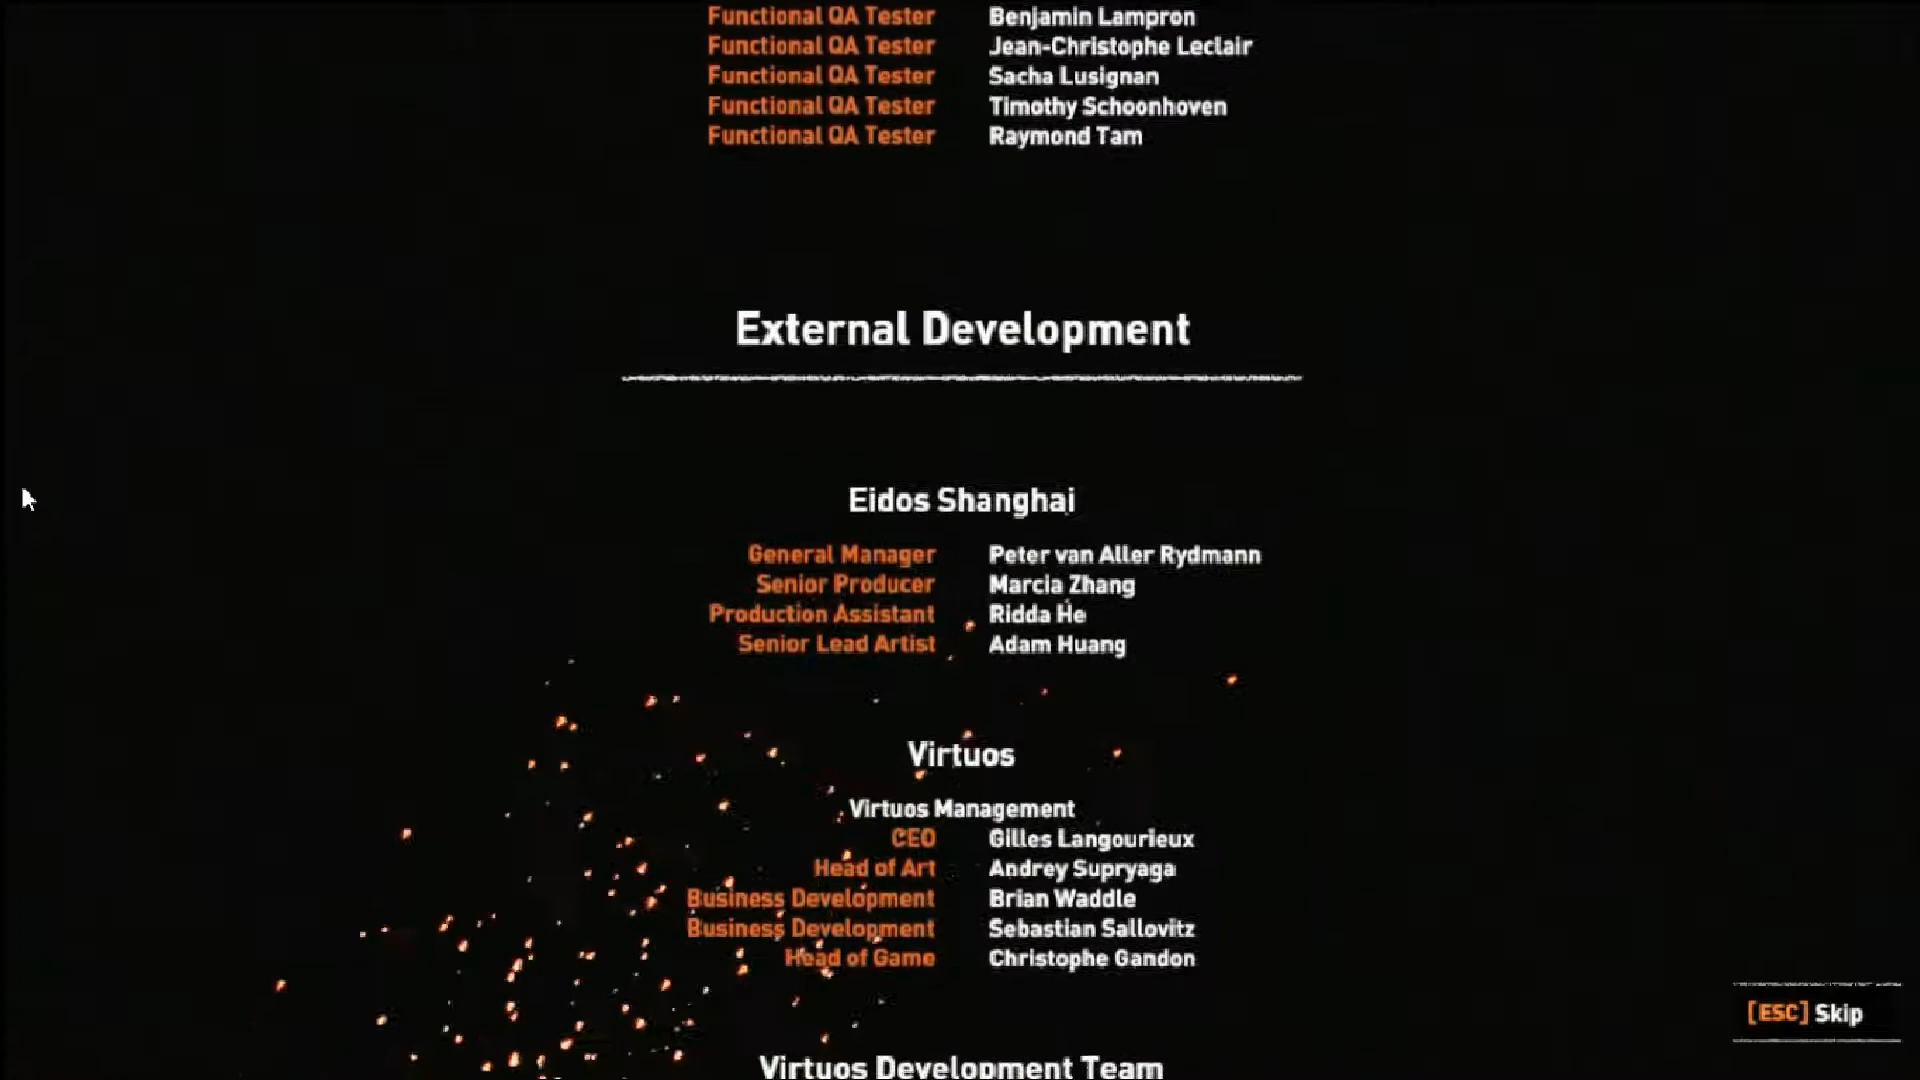 Functional QA Tester Benjamin Lampron
Functional QA Tester Jean-Christophe Leclair
Functional QA Tester Sacha Lusignan
Functional QA Tester Timothy Schoonhoven
Functional QA Tester Raymond Tam
External Development
Eidos Shanghai
General Manager Peter van Aller Rydmann
Senior Producer Marcia Zhang
Production Assistant Ridda He
Senior Lead Artist Adam Huang
Virtuos
Virtuos Management
CEO Gilles Langourieux
Head of Art Andrey Supryaga
Business Development Brian Waddle
Business Development Sebastian Sallovitz
Head of Game Christophe Gandon
[ESC] Skip
Virtuos Development Team